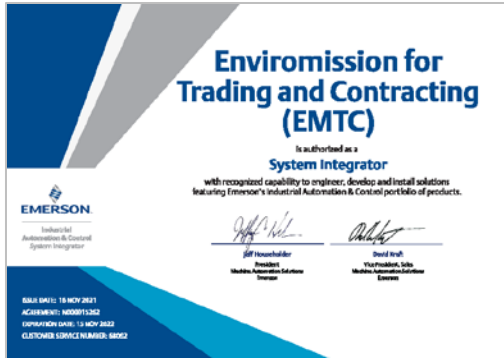 Enviromission for
Trading and Contracting
(EMTC)
is authorized as a
System Integrator
with recognized capability to engineer, develop and install solutions
featuring Emerson's Industrial Automation & Control portfolio of products.
EMERSON
Industrial
Automation & Control
System Integrator
Jeff Householder
President
Machine Automation Solutions
Emerson
David Kraft
Vice President, Sales
Machine Automation Solutions
Emerson
ISSUE DATE: 16 NOV 2021
AGREEMENT: N000015262
EXPIRATION DATE: 15 NOV 2022
CUSTOMER SERVICE NUMBER: 68062